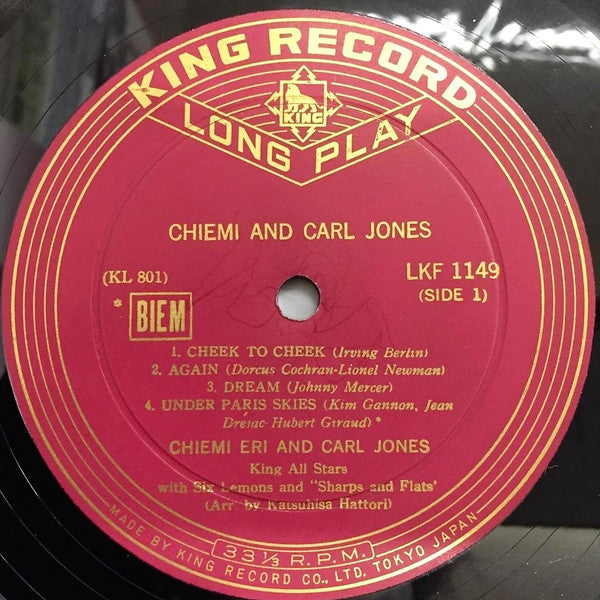 KING RECORD
KING
LONG PLAY
CHIEMI AND CARL JONES
(KL 801)
LKF 1149
(SIDE 1)
* BIEM
1. CHEEK TO CHEEK (Irving Berlin)
2. AGAIN (Dorcus Cochran-Lionel Newman)
3. DREAM (Johnny Mercer)
4. UNDER PARIS SKIES (Kim Gannon, Jean
Dréjac Hubert Giraud) *
CHIEMI ERI AND CARL JONES
King All Stars
with Six Lemons and "Sharps and Flats'
(Arr. by Katsuhisa Hattori)
33⅓ R.P.M.
MADE BY KING RECORD CO., LTD. TOKYO JAPAN